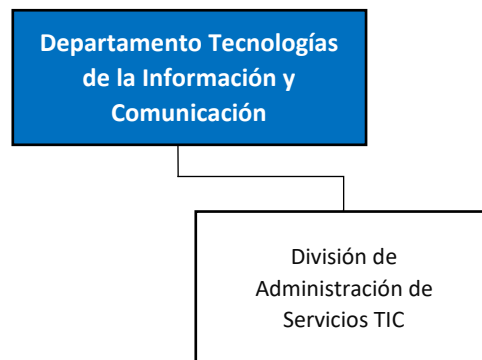 Departamento Tecnologías
de la Información y
Comunicación
División de
Administración de
Servicios TIC